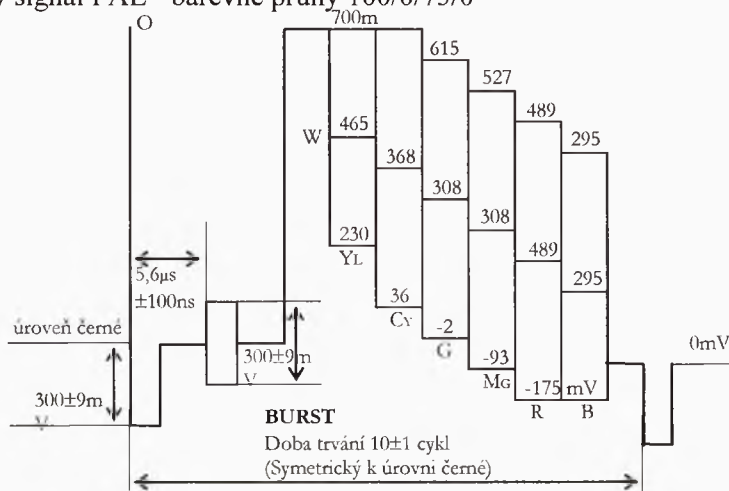 signál PAL - barevné pruhy 100/0/75/0
O
700m
615
527
489
295
W
465
368
308
308
489
295
230
YL
36
CY
-2
G
-93
MG
-175 mV
R
B
5,6µs
±100ns
úroveň černé
300±9m
V
300±9m
V
0mV
BURST
Doba trvání 10±1 cykl
(Symetrický k úrovni černé)